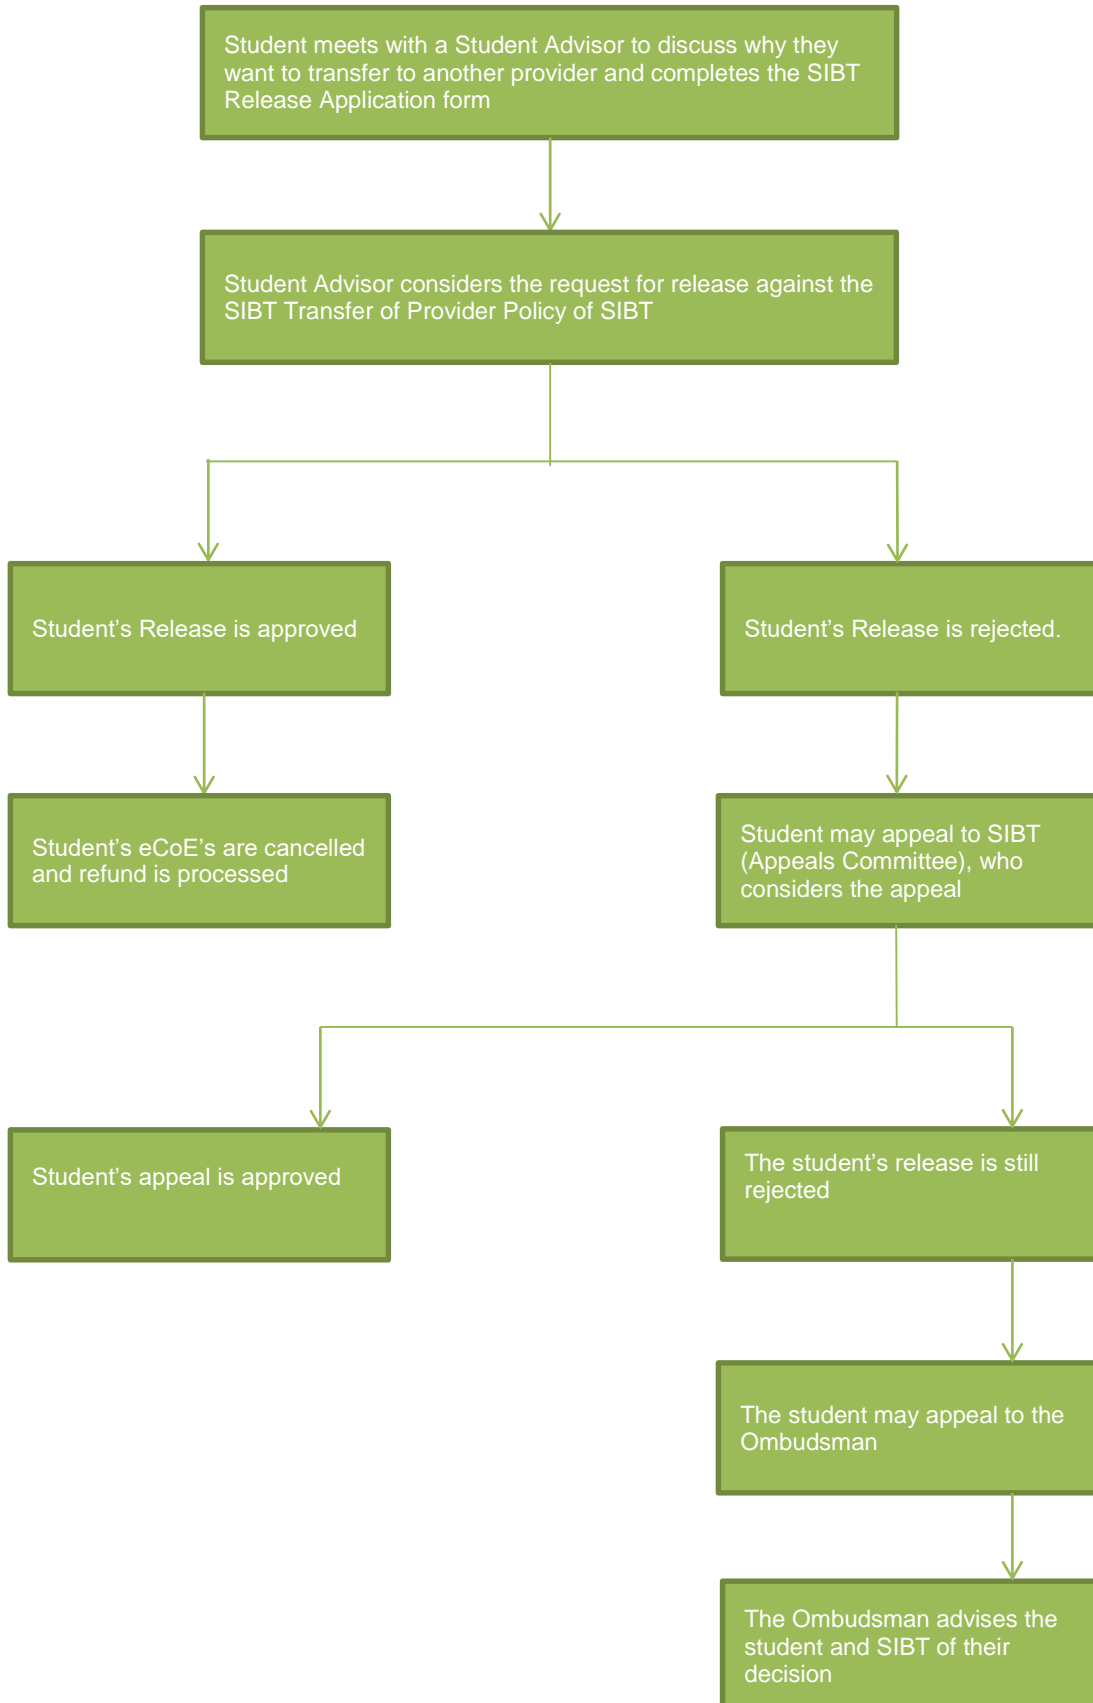 Student meets with a Student Advisor to discuss why they
want to transfer to another provider and completes the SIBT
Release Application form
Student Advisor considers the request for release against the
SIBT Transfer of Provider Policy of SIBT
Student’s Release is approved
Student’s Release is rejected.
Student’s eCoE’s are cancelled
and refund is processed
Student may appeal to SIBT
(Appeals Committee), who
considers the appeal
Student’s appeal is approved
The student’s release is still
rejected
The student may appeal to the
Ombudsman
The Ombudsman advises the
student and SIBT of their
decision